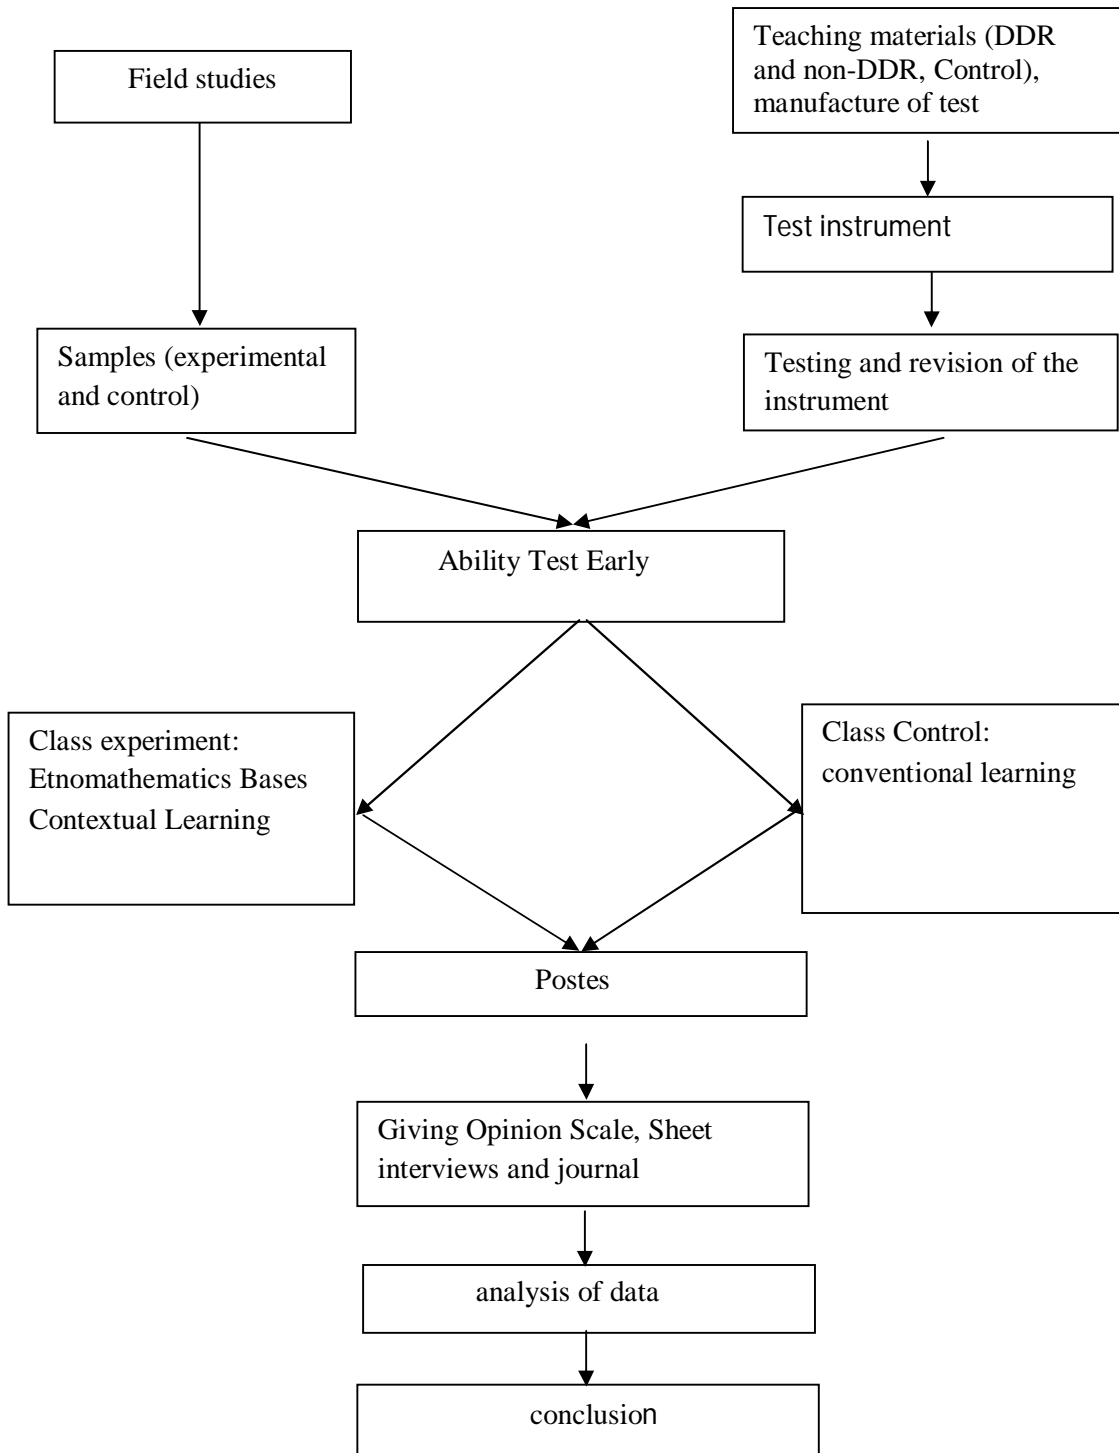 Field studies
Teaching materials (DDR
and non-DDR, Control),
manufacture of test
Test instrument
Samples (experimental
and control)
Testing and revision of the
instrument
Ability Test Early
Class experiment:
Etnomathematics Bases
Contextual Learning
Class Control:
conventional learning
Postes
Giving Opinion Scale, Sheet
interviews and journal
analysis of data
conclusion